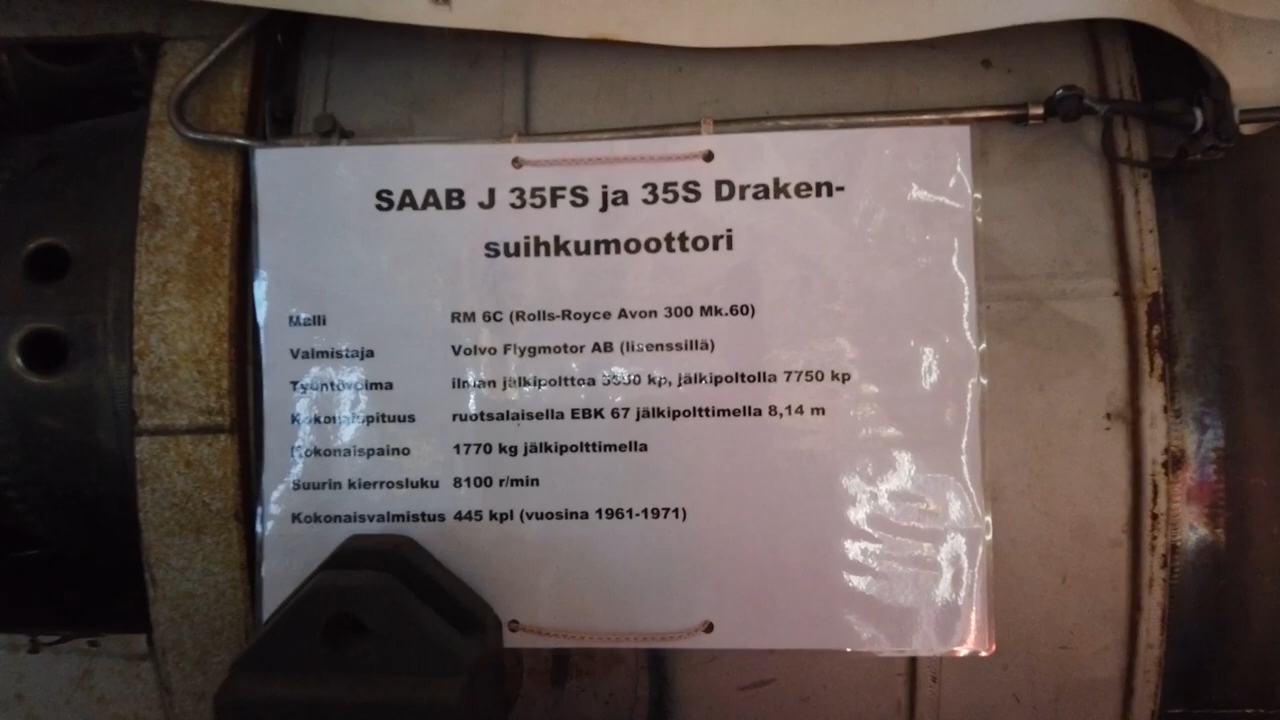 SAAB J 35FS ja 35S Draken-
suihkumoottori
Malli RM 6C (Rolls-Royce Avon 300 Mk.60)
Valmistaja Volvo Flygmotor AB (lisenssillä)
Työntövoima ilman jälkipolttoa kp, jälkipoltolla 7750 kp
Kokonaispituus ruotsalaisella EBK 67 jälkipolttimella 8,14 m
Kokonaispaino 1770 kg jälkipolttimella
Suurin kierrosluku 8100 r/min
Kokonaisvalmistus 445 kpl (vuosina 1961-1971)